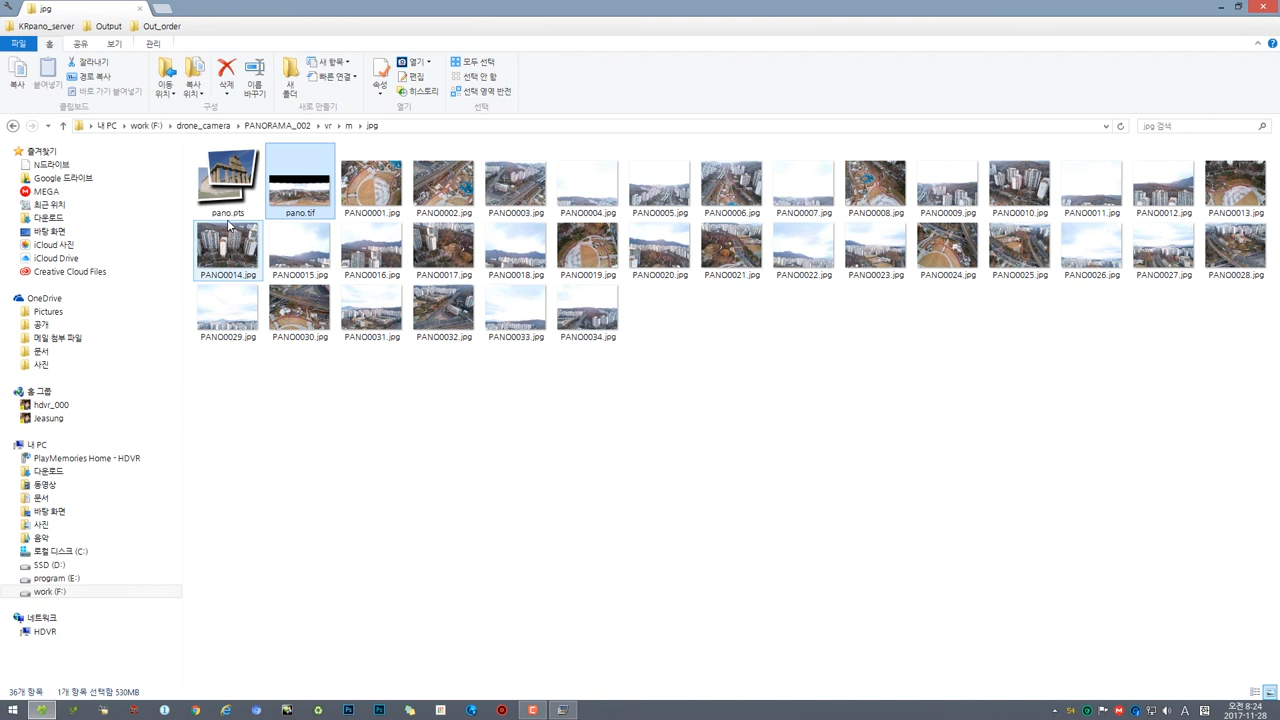 jpg
KRpano_server Output Out_order
파일 홈 공유 보기 관리
복사
붙여넣기
잘라내기
경로 복사
바로 가기 붙여넣기
클립보드
이동 위치
복사 위치
삭제
이름 바꾸기
구성
새 폴더
새 항목
빠른 연결
새로 만들기
속성
열기
편집
히스토리
열기
모두 선택
선택 안 함
선택 영역 반전
선택
내 PC work (F:) drone_camera PANORAMA_002 vr m jpg
jpg 검색
즐겨찾기
N드라이브
Google 드라이브
MEGA
최근 위치
다운로드
바탕 화면
iCloud 사진
iCloud Drive
Creative Cloud Files
OneDrive
Pictures
공개
메일 첨부 파일
문서
사진
홈 그룹
hdvr_000
Jeasung
내 PC
PlayMemories Home - HDVR
다운로드
동영상
문서
바탕 화면
사진
음악
로컬 디스크 (C:)
SSD (D:)
program (E:)
work (F:)
네트워크
HDVR
pano.pts pano.tif PANO0001.jpg PANO0002.jpg PANO0003.jpg PANO0004.jpg PANO0005.jpg PANO0006.jpg PANO0007.jpg PANO0008.jpg PANO0009.jpg PANO0010.jpg PANO0011.jpg PANO0012.jpg PANO0013.jpg
PANO0014.jpg PANO0015.jpg PANO0016.jpg PANO0017.jpg PANO0018.jpg PANO0019.jpg PANO0020.jpg PANO0021.jpg PANO0022.jpg PANO0023.jpg PANO0024.jpg PANO0025.jpg PANO0026.jpg PANO0027.jpg PANO0028.jpg
PANO0029.jpg PANO0030.jpg PANO0031.jpg PANO0032.jpg PANO0033.jpg PANO0034.jpg
36개 항목 1개 항목 선택함 530MB
54
A
오전 8:24
2017-11-28